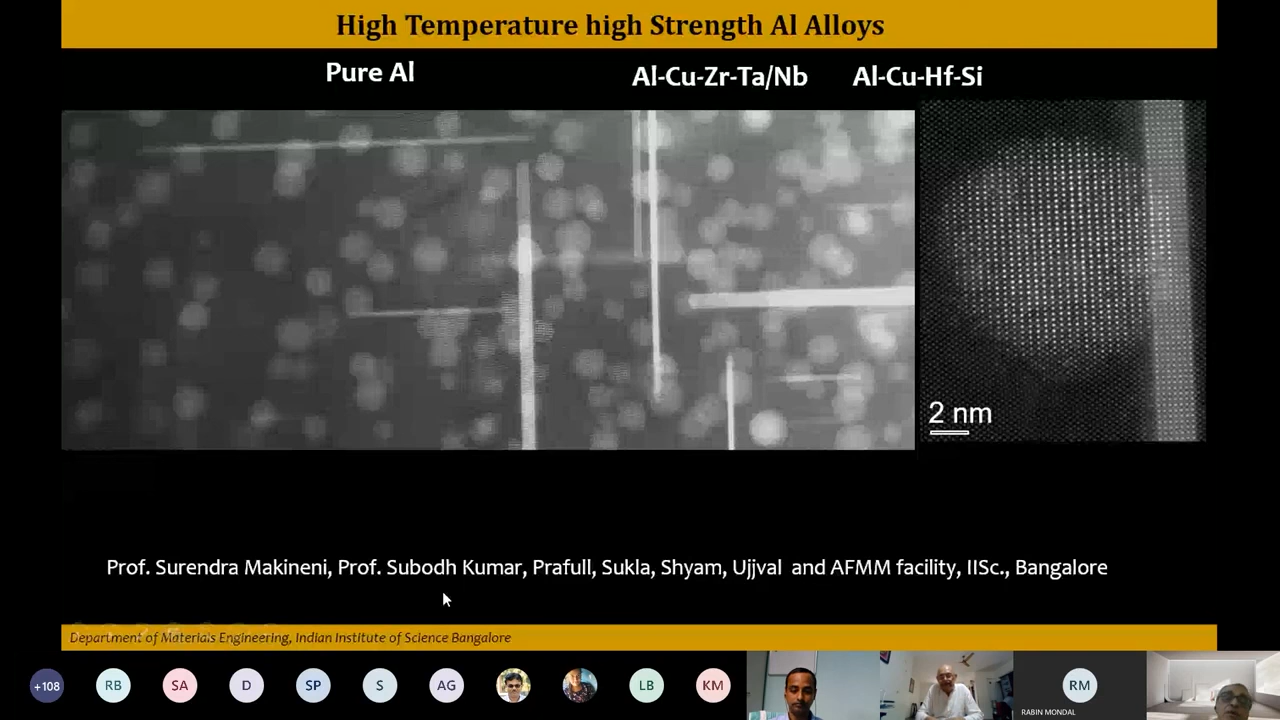 High Temperature high Strength Al Alloys
Pure Al
Al-Cu-Zr-Ta/Nb
Al-Cu-Hf-Si
2 nm
Prof. Surendra Makineni, Prof. Subodh Kumar, Prafull, Sukla, Shyam, Ujjval and AFMM facility, IISc., Bangalore
Department of Materials Engineering, Indian Institute of Science Bangalore
+108
RB
SA
D
SP
S
AG
LB
KM
RM
RABIN MONDAL